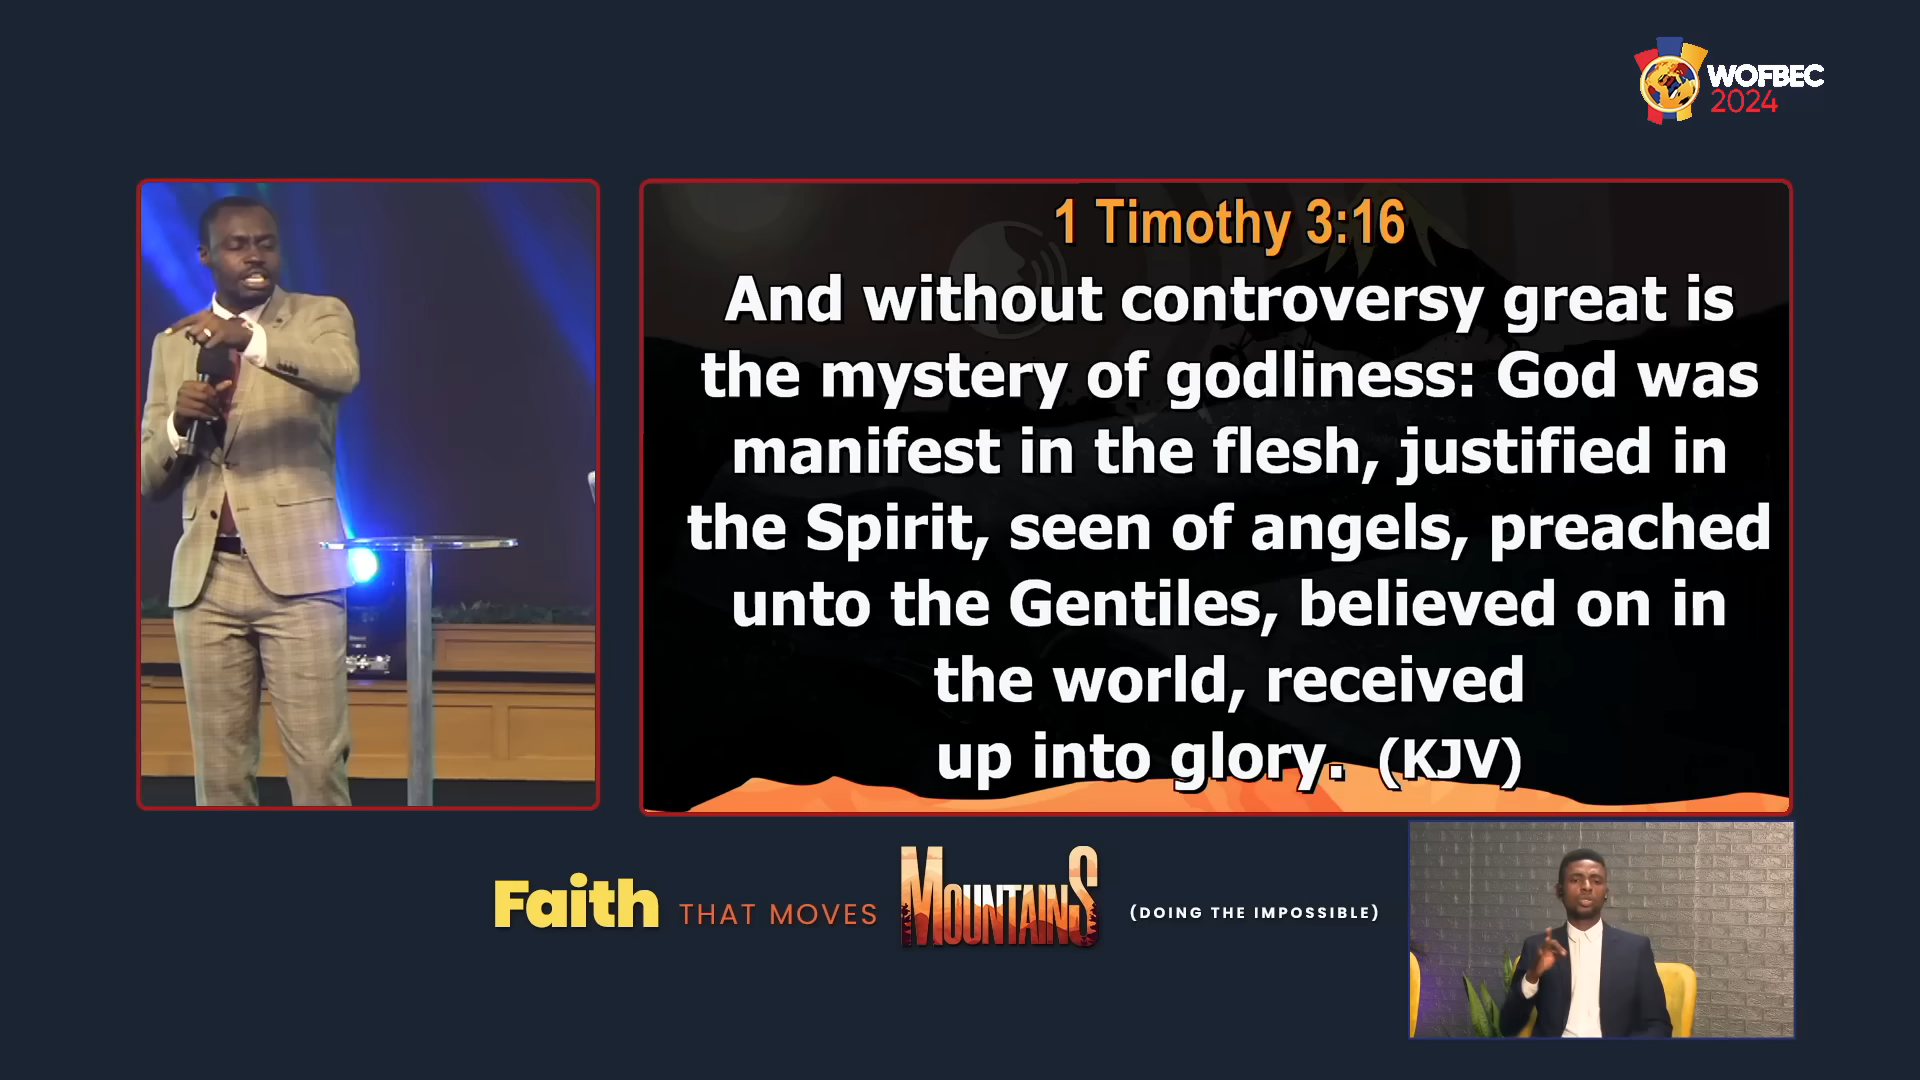 WOFBEC
2024
1 Timothy 3:16
And without controversy great is
the mystery of godliness: God was
manifest in the flesh, justified in
the Spirit, seen of angels, preached
unto the Gentiles, believed on in
the world, received
up into glory. (KJV)
Faith THAT MOVES MOUNTAINS (DOING THE IMPOSSIBLE)